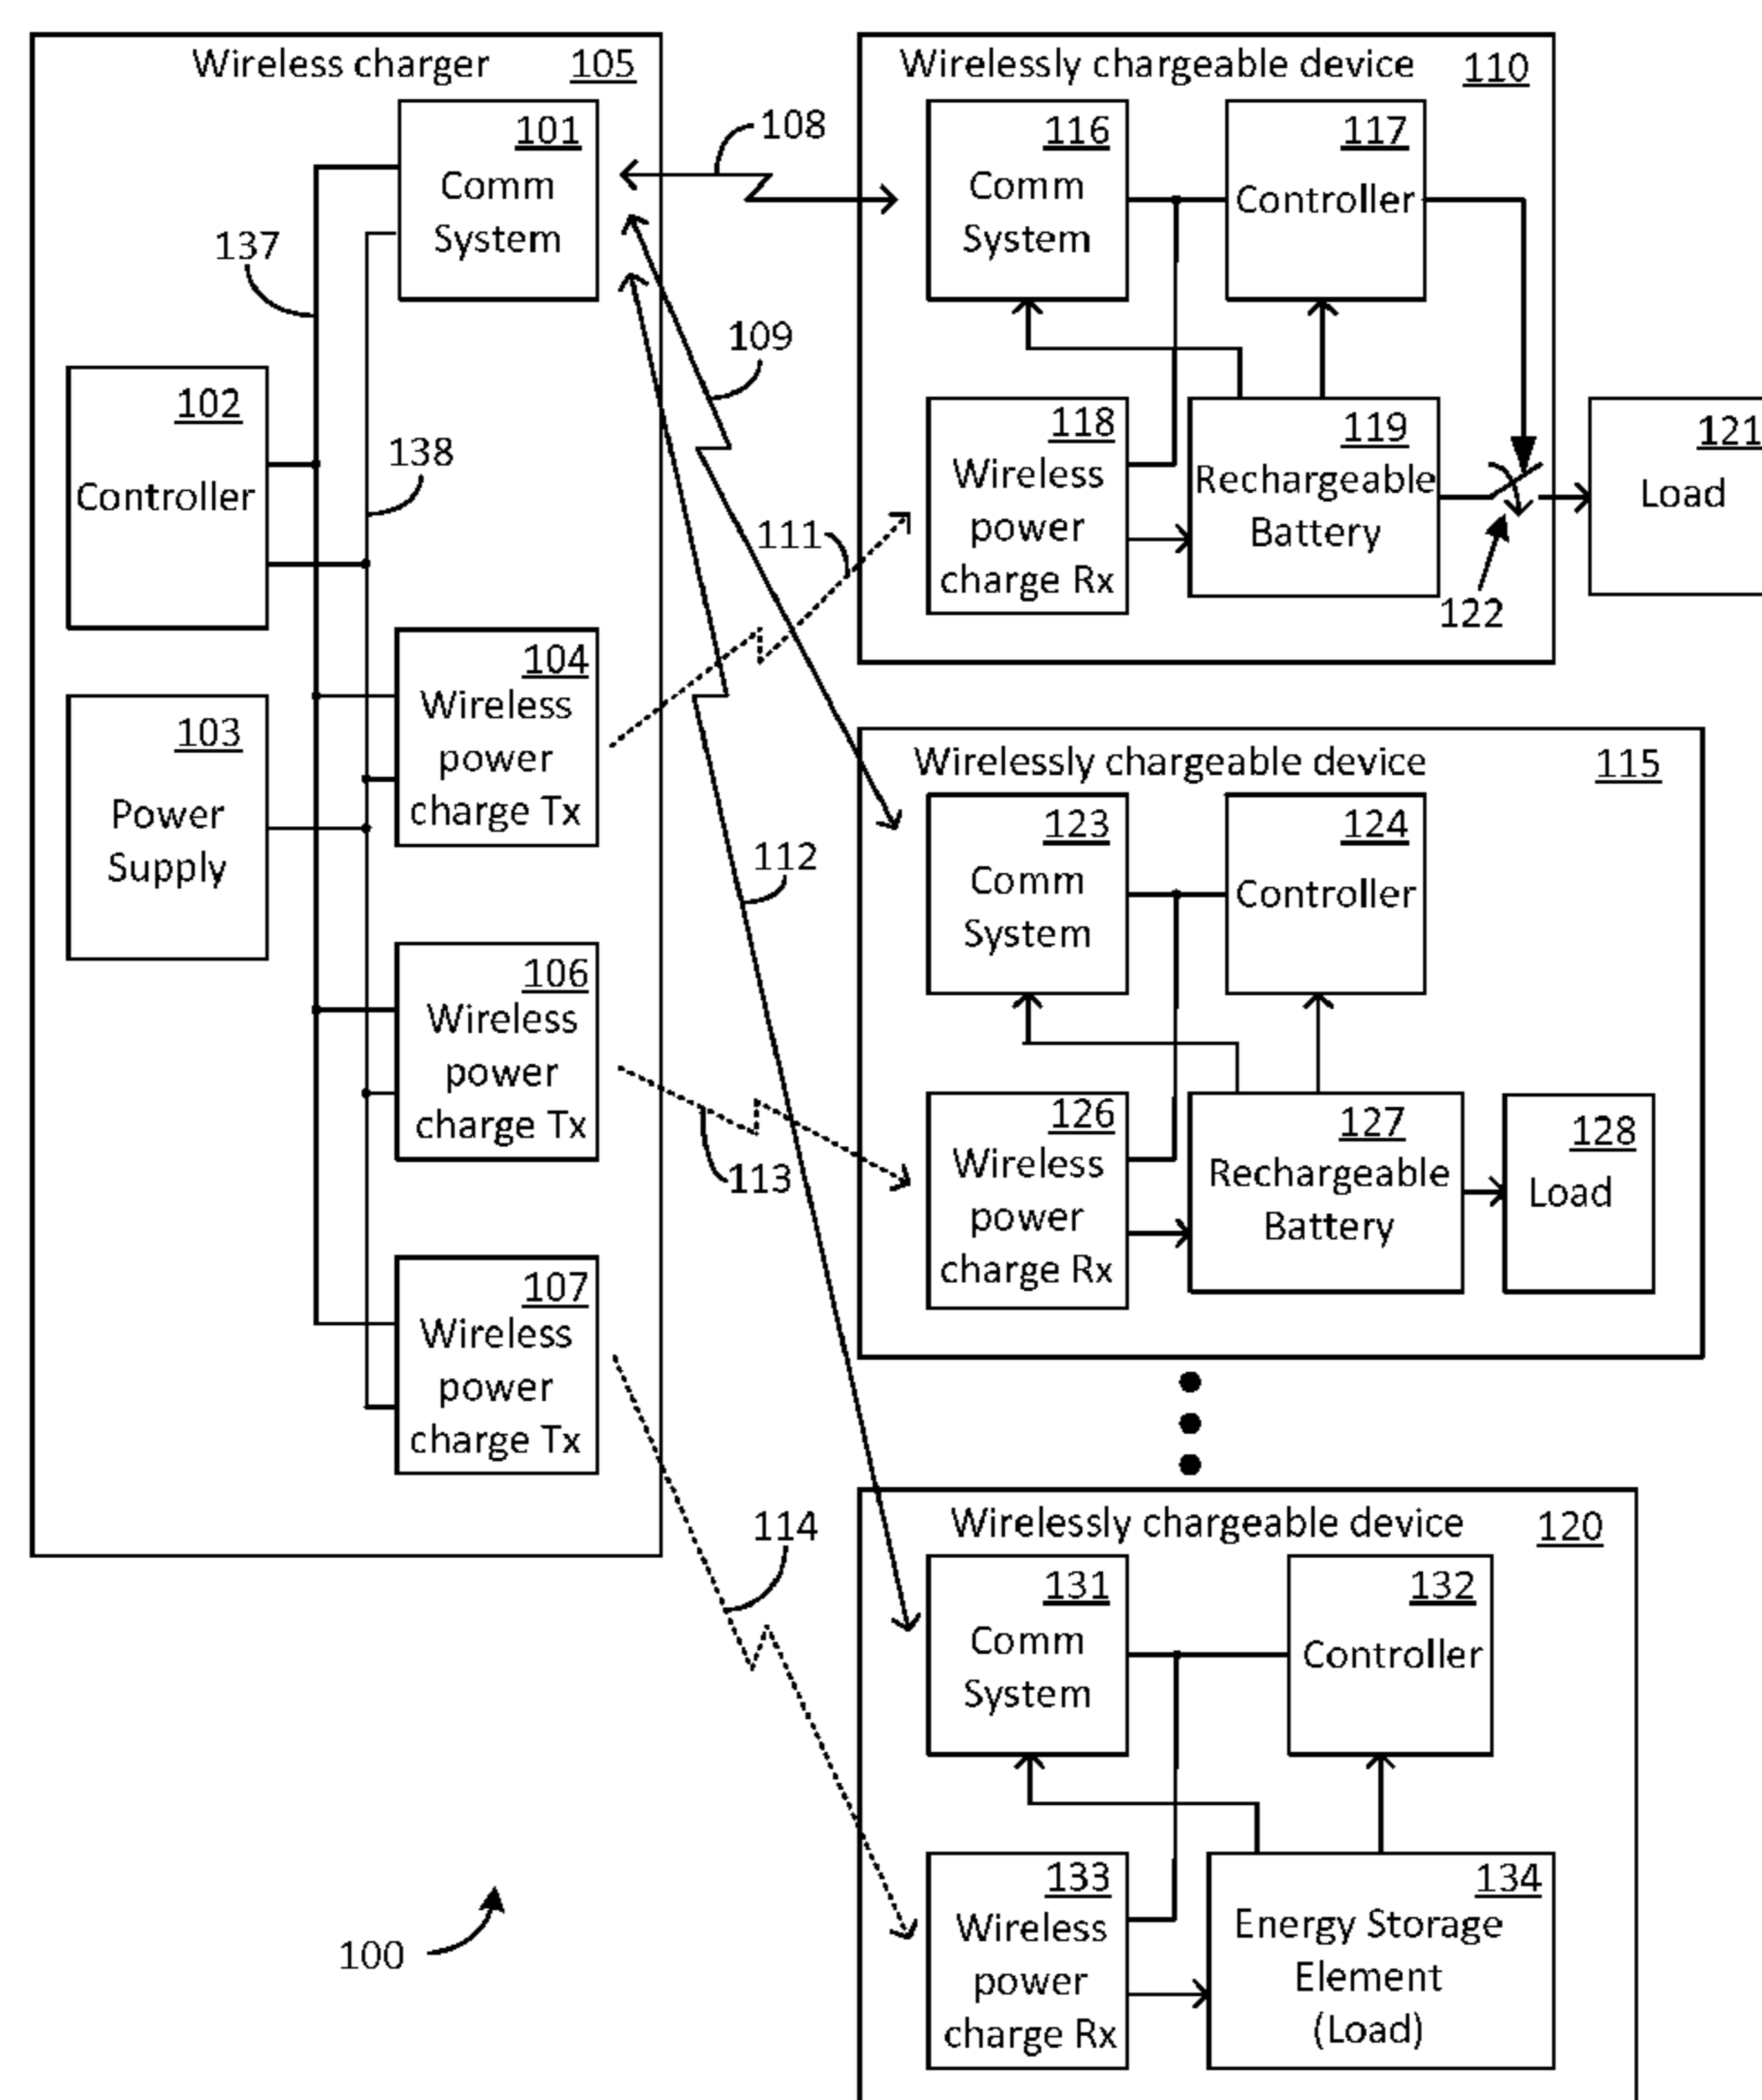 Wireless charger 105
101
Comm
System
137
102
Controller
138
103
Power
Supply
104
Wireless
power
charge Tx
106
Wireless
power
charge Tx
107
Wireless
power
charge Tx
108
109
111
112
113
114
100
Wirelessly chargeable device 110
116
Comm
System
117
Controller
118
Wireless
power
charge Rx
119
Rechargeable
Battery
122
121
Load
Wirelessly chargeable device 115
123
Comm
System
124
Controller
126
Wireless
power
charge Rx
127
Rechargeable
Battery
128
Load
Wirelessly chargeable device 120
131
Comm
System
132
Controller
133
Wireless
power
charge Rx
134
Energy Storage
Element
(Load)